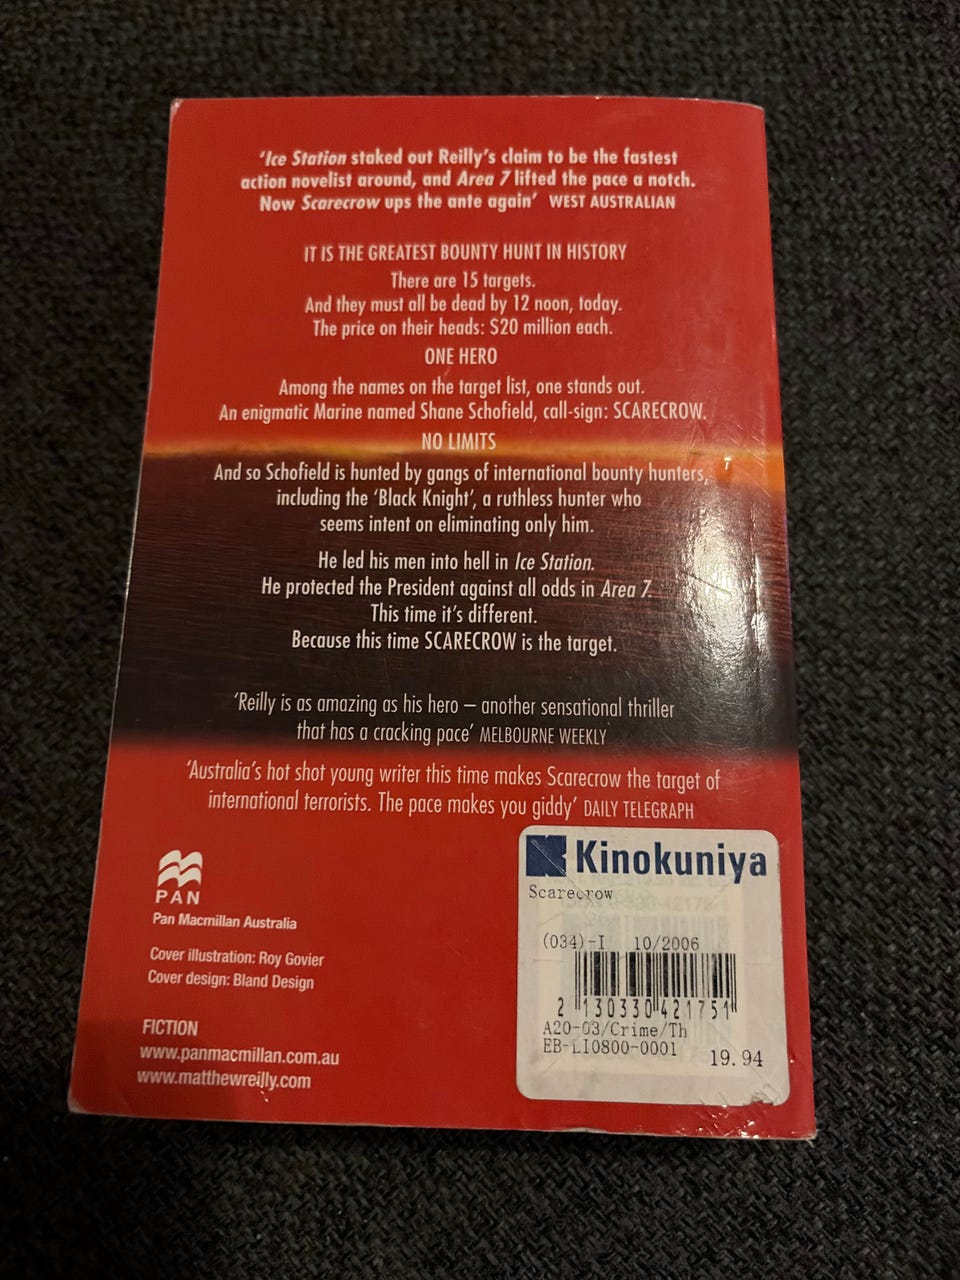 ‘Ice Station staked out Reilly’s claim to be the fastest
action novelist around, and Area 7 lifted the pace a notch.
Now Scarecrow ups the ante again’ WEST AUSTRALIAN
IT IS THE GREATEST BOUNTY HUNT IN HISTORY
There are 15 targets.
And they must all be dead by 12 noon, today.
The price on their heads: $20 million each.
ONE HERO
Among the names on the target list, one stands out.
An enigmatic Marine named Shane Schofield, call-sign: SCARECROW.
NO LIMITS
And so Schofield is hunted by gangs of international bounty hunters,
including the ‘Black Knight’, a ruthless hunter who
seems intent on eliminating only him.
He led his men into hell in Ice Station.
He protected the President against all odds in Area 7.
This time it’s different.
Because this time SCARECROW is the target.
‘Reilly is as amazing as his hero – another sensational thriller
that has a cracking pace’ MELBOURNE WEEKLY
‘Australia’s hot shot young writer this time makes Scarecrow the target of
international terrorists. The pace makes you giddy’ DAILY TELEGRAPH
PAN
Pan Macmillan Australia
Cover illustration: Roy Govier
Cover design: Bland Design
FICTION
www.panmacmillan.com.au
www.matthewreilly.com
Kinokuniya
Scarecrow
(034)-I 10/2006
2 130330 421751
A20-03/Crime/Th
EB-LI0800-0001
19.94